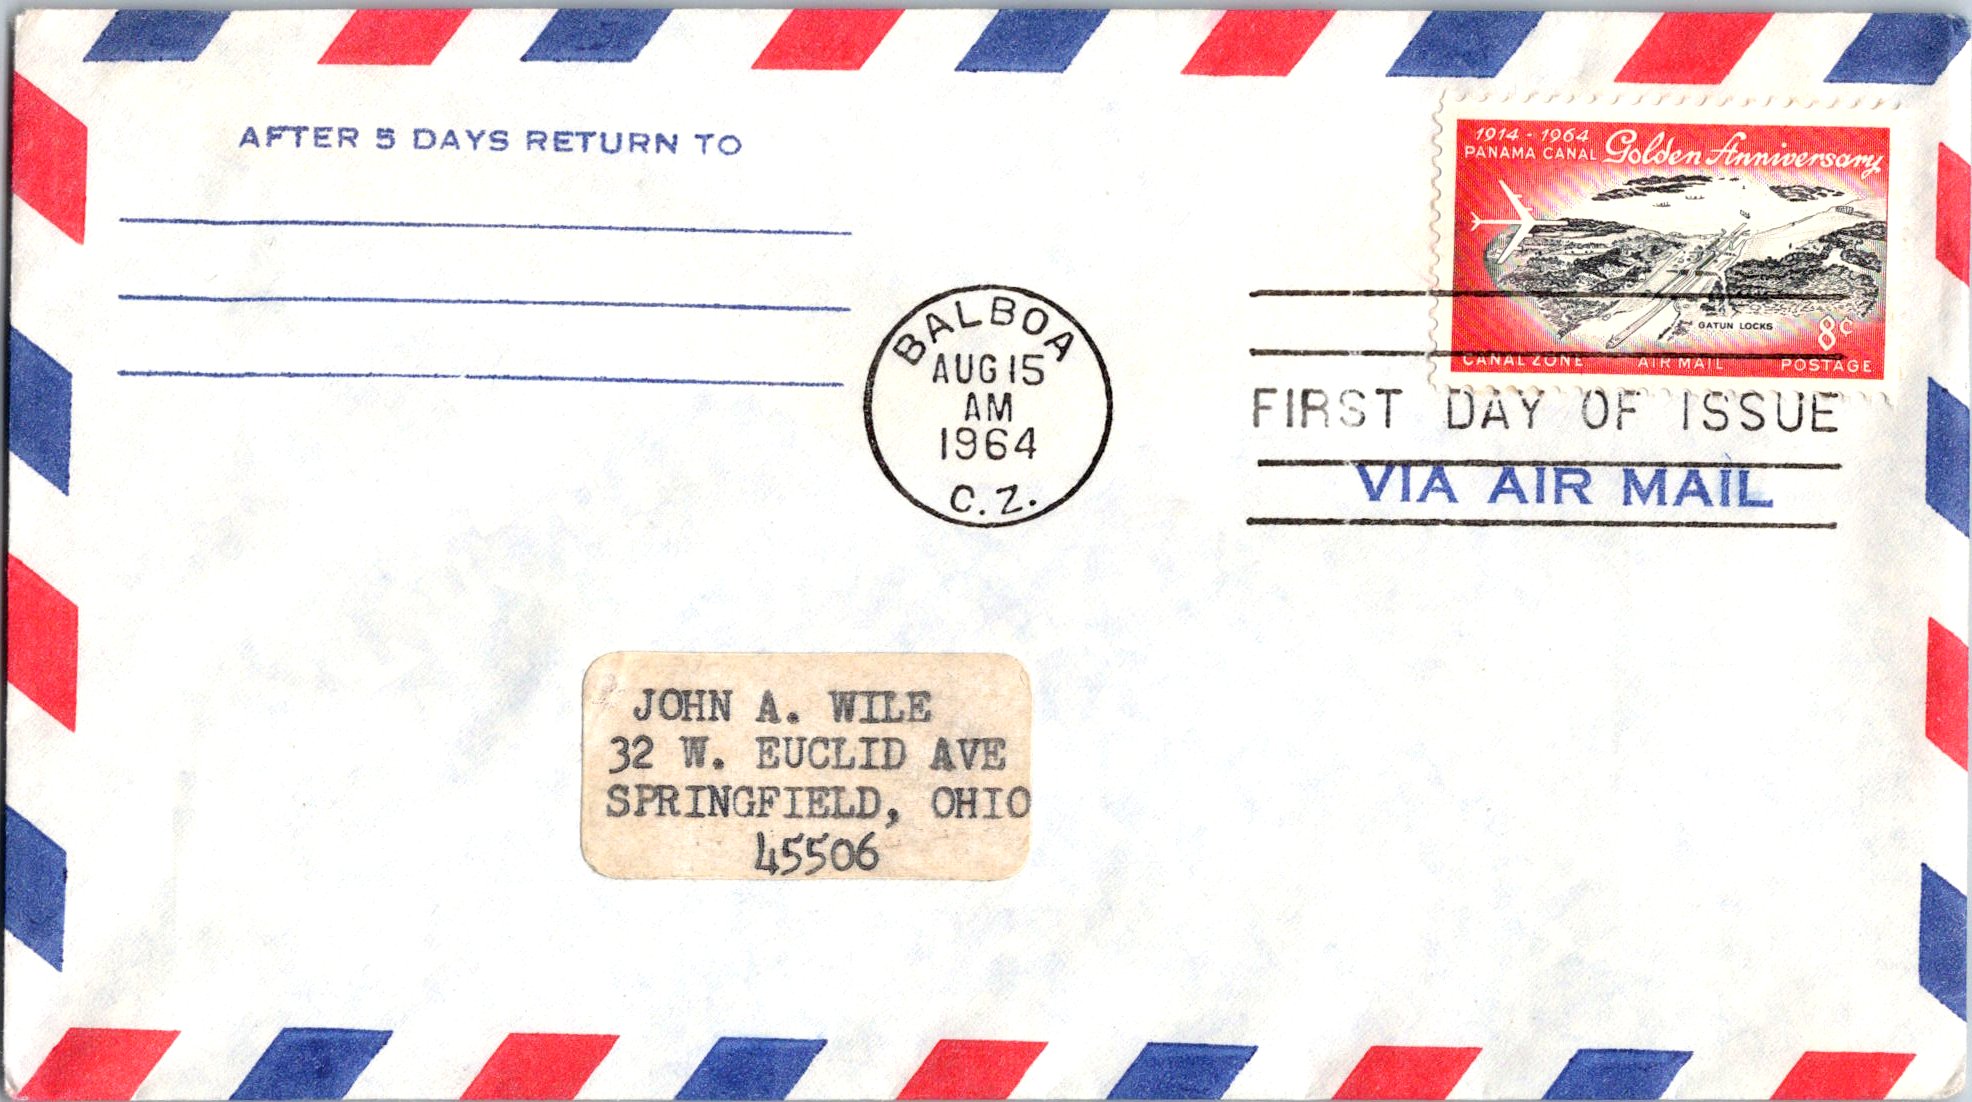 AFTER 5 DAYS RETURN TO
1914 - 1964
PANAMA CANAL Golden Anniversary
GATUN LOCKS
8¢
CANAL ZONE AIR MAIL POSTAGE
BALBOA
AUG 15
AM
1964
C.Z.
FIRST DAY OF ISSUE
VIA AIR MAIL
JOHN A. WILE
32 W. EUCLID AVE
SPRINGFIELD, OHIO
45506